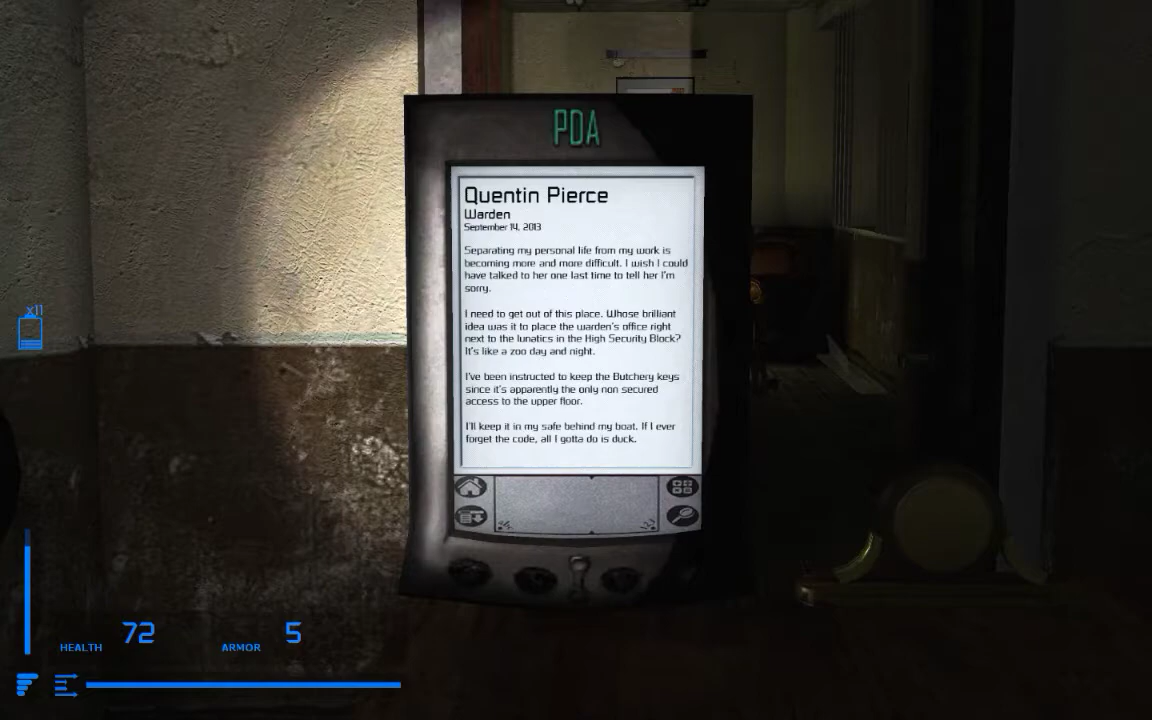 PDA
Quentin Pierce
Warden
September 14, 2013
Separating my personal life from my work is
becoming more and more difficult. I wish I could
have talked to her one last time to tell her I'm
sorry.
I need to get out of this place. Whose brilliant
idea was it to place the warden's office right
next to the lunatics in the High Security Block?
It's like a zoo day and night.
I've been instructed to keep the Butchery keys
since it's apparently the only non secured
access to the upper floor.
I'll keep it in my safe behind my boat. If I ever
forget the code, all I gotta do is duck.
x11
HEALTH 72 ARMOR 5